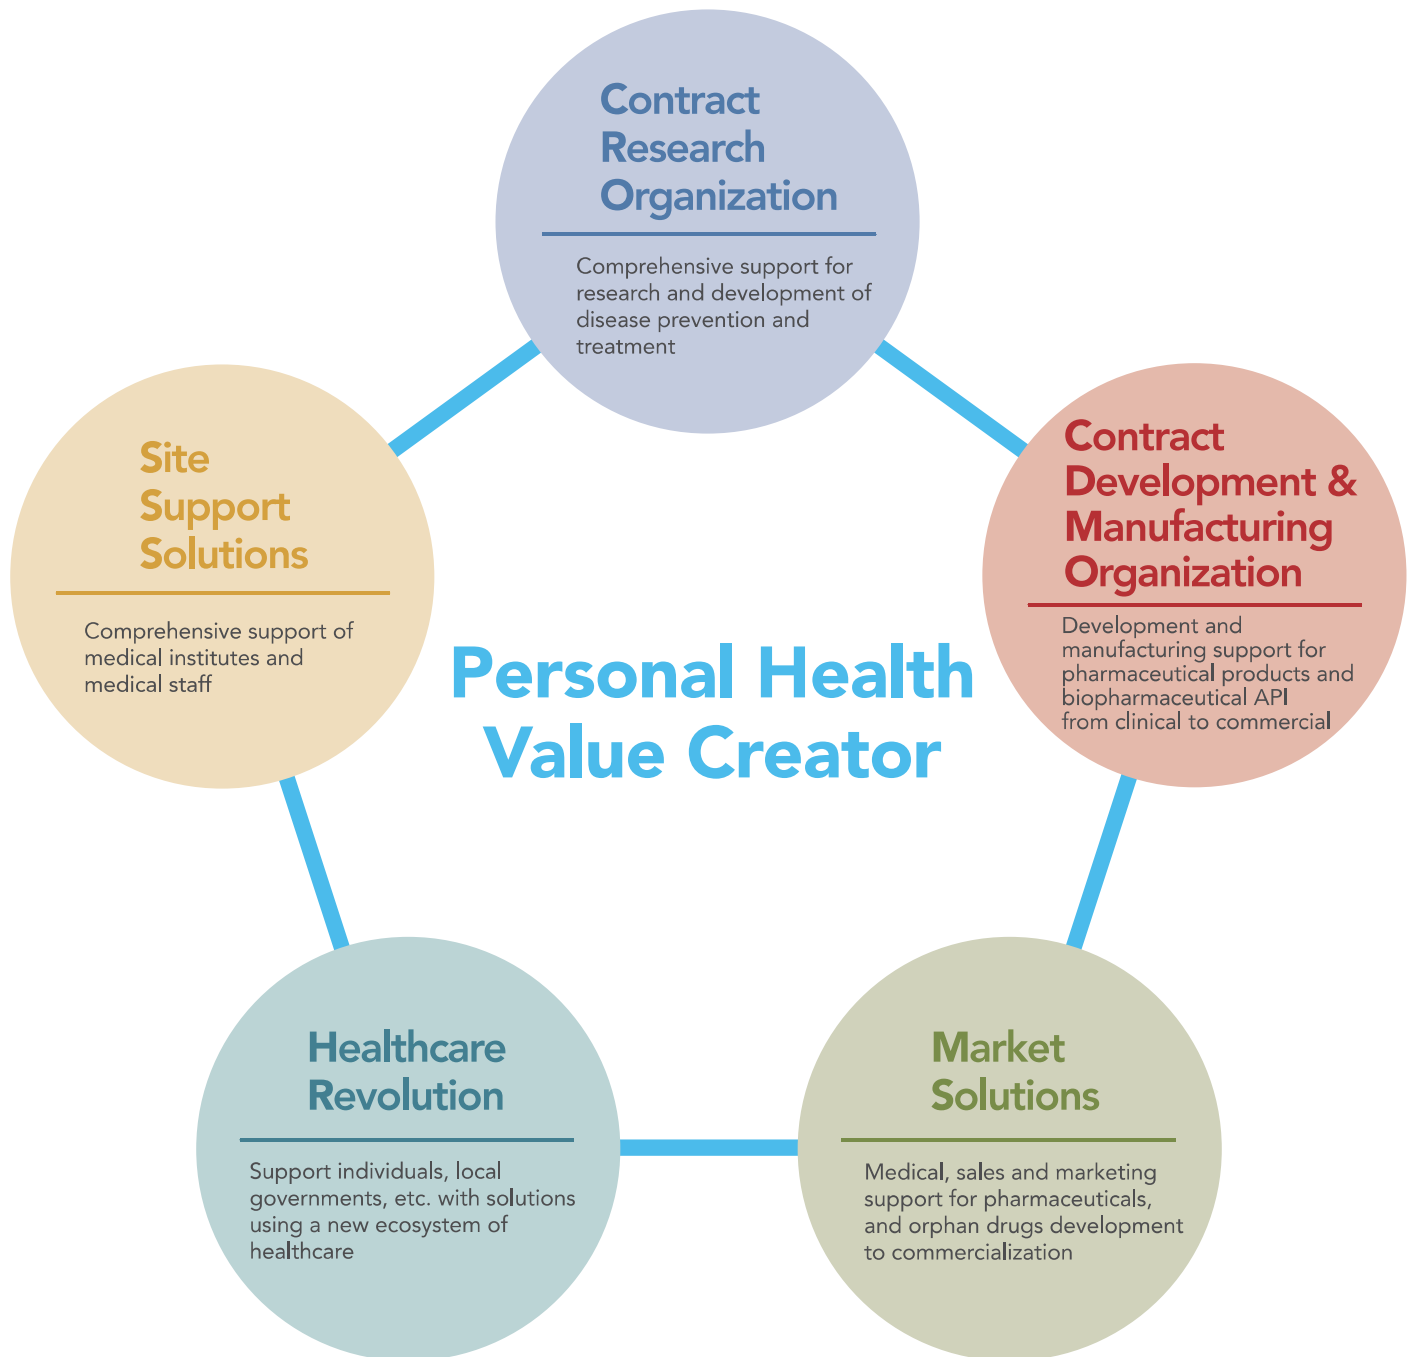 Contract
Research
Organization
Comprehensive support for
research and development of
disease prevention and
treatment
Site
Support
Solutions
Comprehensive support of
medical institutes and
medical staff
Contract
Development &
Manufacturing
Organization
Development and
manufacturing support for
pharmaceutical products and
biopharmaceutical API
from clinical to commercial
Personal Health
Value Creator
Healthcare
Revolution
Support individuals, local
governments, etc. with solutions
using a new ecosystem of
healthcare
Market
Solutions
Medical, sales and marketing
support for pharmaceuticals,
and orphan drugs development
to commercialization